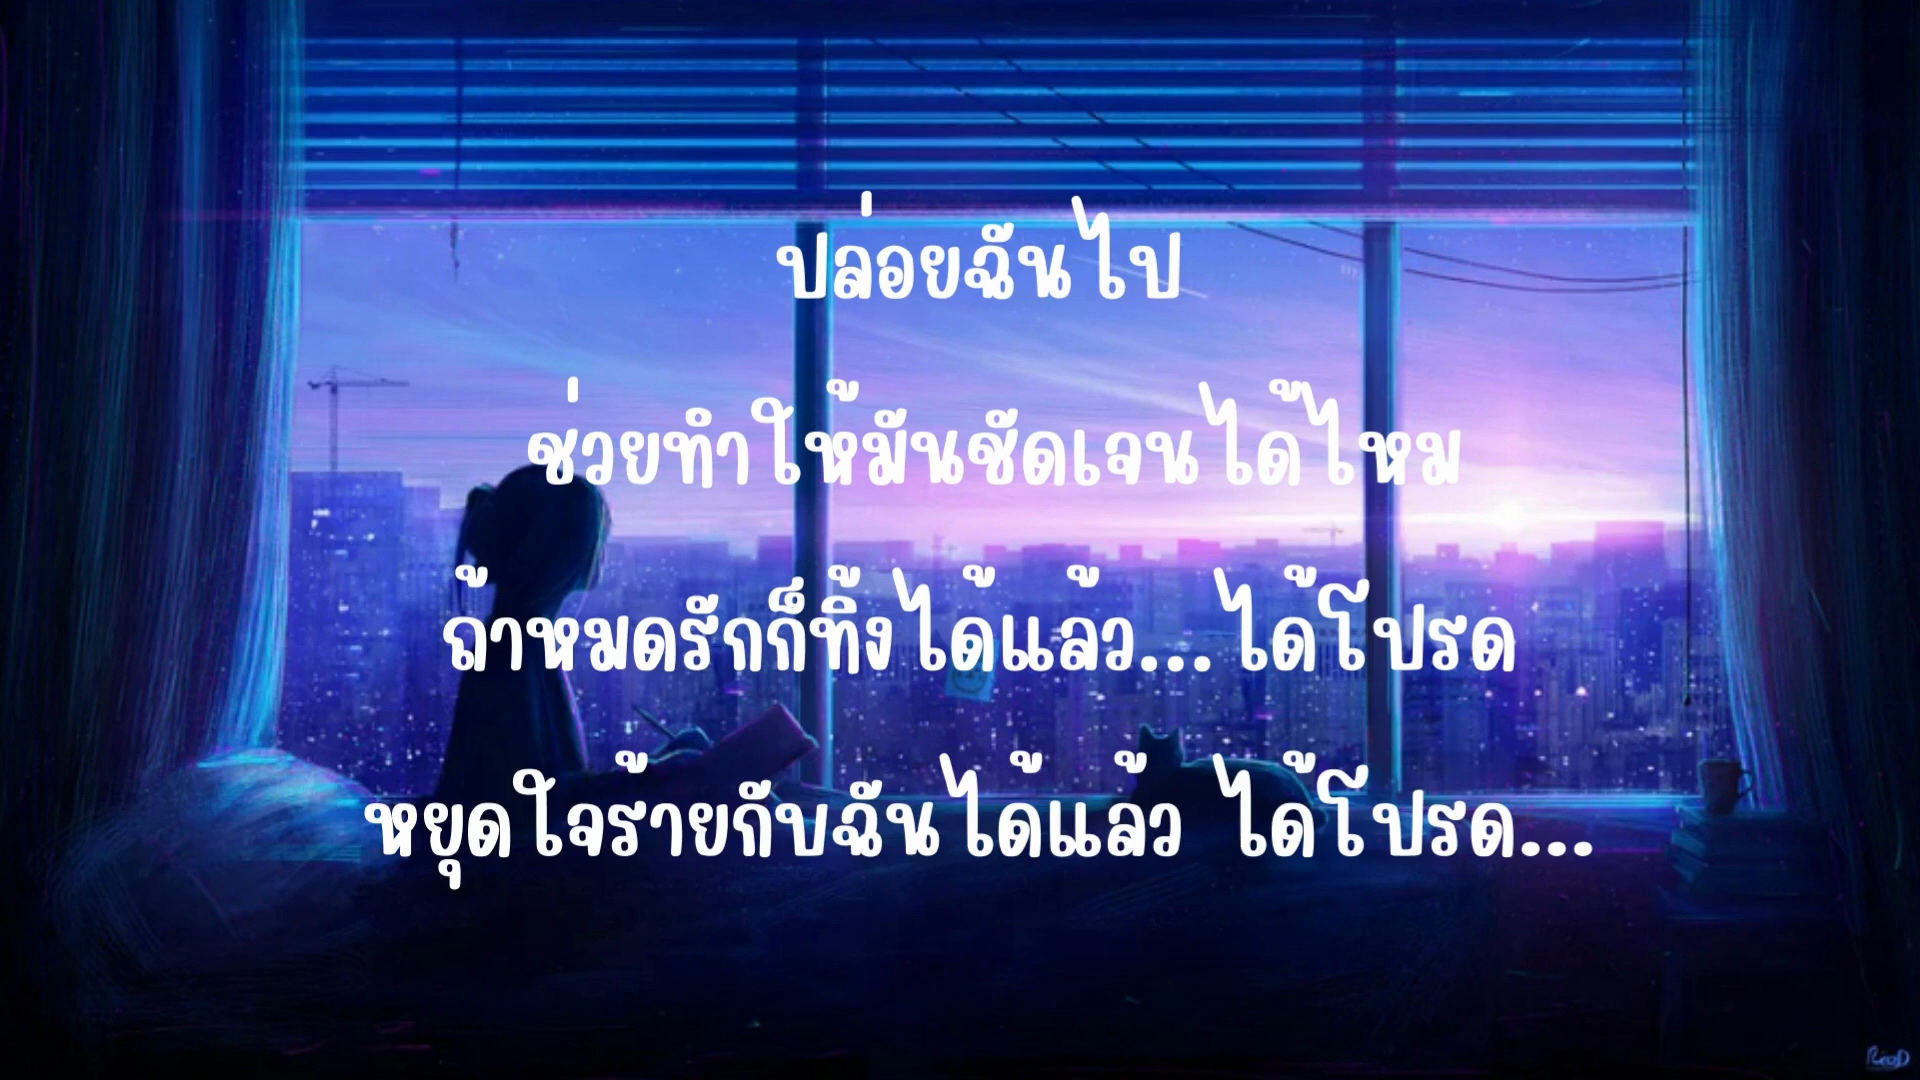 ปล่อยฉันไป
ช่วยทำให้มันชัดเจนได้ไหม
ถ้าหมดรักก็ทิ้งได้แล้ว...ได้โปรด
หยุดใจร้ายกับฉันได้แล้ว ได้โปรด...